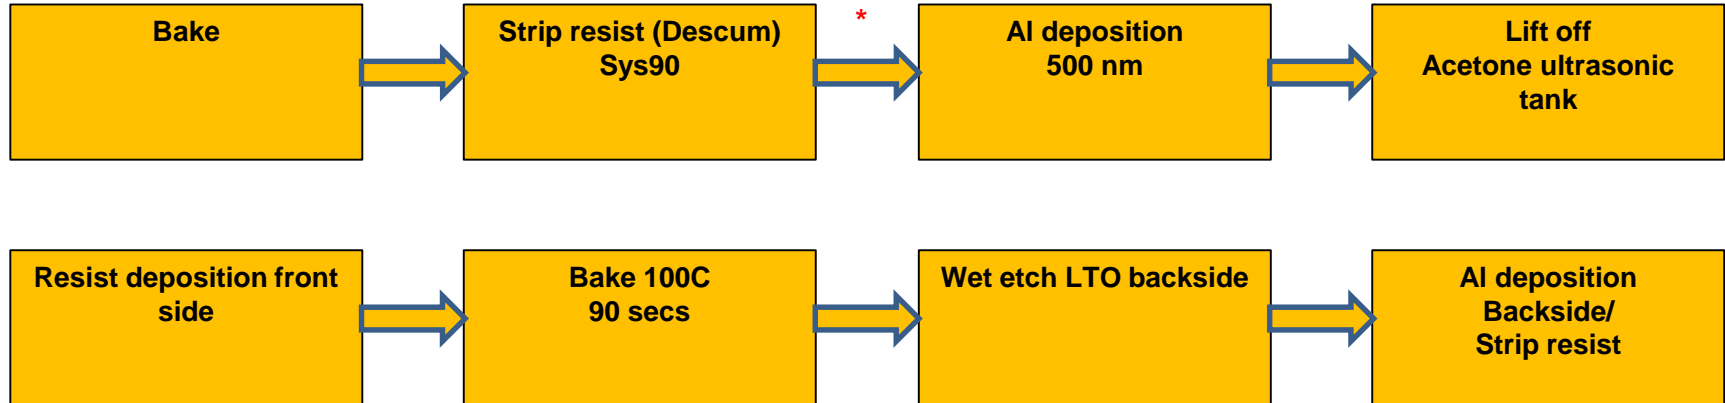 Bake
Strip resist (Descum)
Sys90
*
Al deposition
500 nm
Lift off
Acetone ultrasonic
tank
Resist deposition front
side
Bake 100C
90 secs
Wet etch LTO backside
Al deposition
Backside/
Strip resist